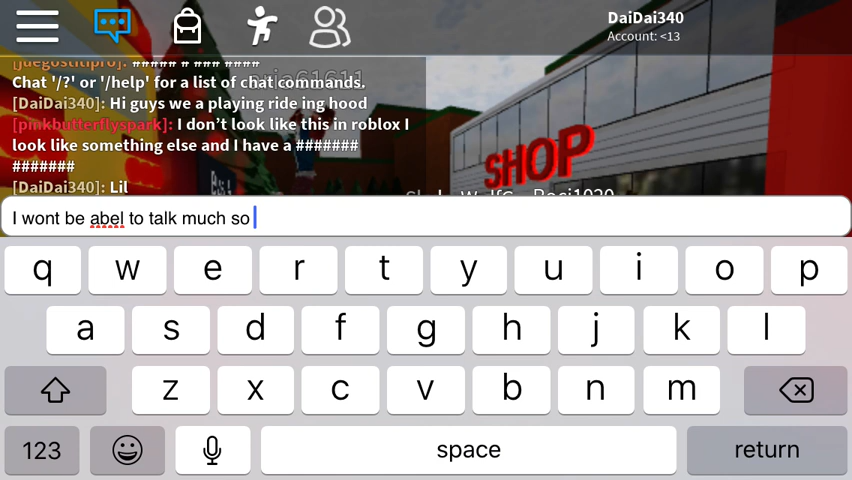 DaiDai340
Account: <13
[juegostitipro]: ##### # ### ####
Chat '/?' or '/help' for a list of chat commands.
[DaiDai340]: Hi guys we a playing ride ing hood
[pinkbutterflyspark]: I don't look like this in roblox I
look like something else and I have a #######
#######
[DaiDai340]: Lil
SHOP
I wont be abel to talk much so
q w e r t y u i o p
a s d f g h j k l
z x c v b n m
123 space return